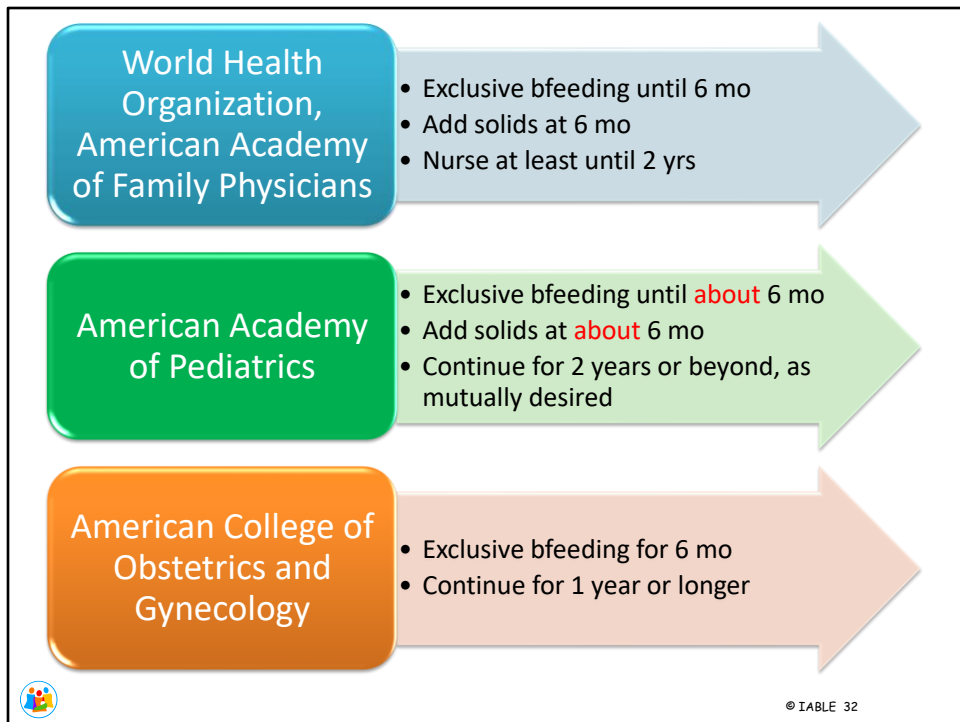 World Health
Organization,
American Academy
of Family Physicians
• Exclusive bfeeding until 6 mo
• Add solids at 6 mo
• Nurse at least until 2 yrs
American Academy
of Pediatrics
• Exclusive bfeeding until about 6 mo
• Add solids at about 6 mo
• Continue for 2 years or beyond, as
mutually desired
American College of
Obstetrics and
Gynecology
• Exclusive bfeeding for 6 mo
• Continue for 1 year or longer
© IABLE 32